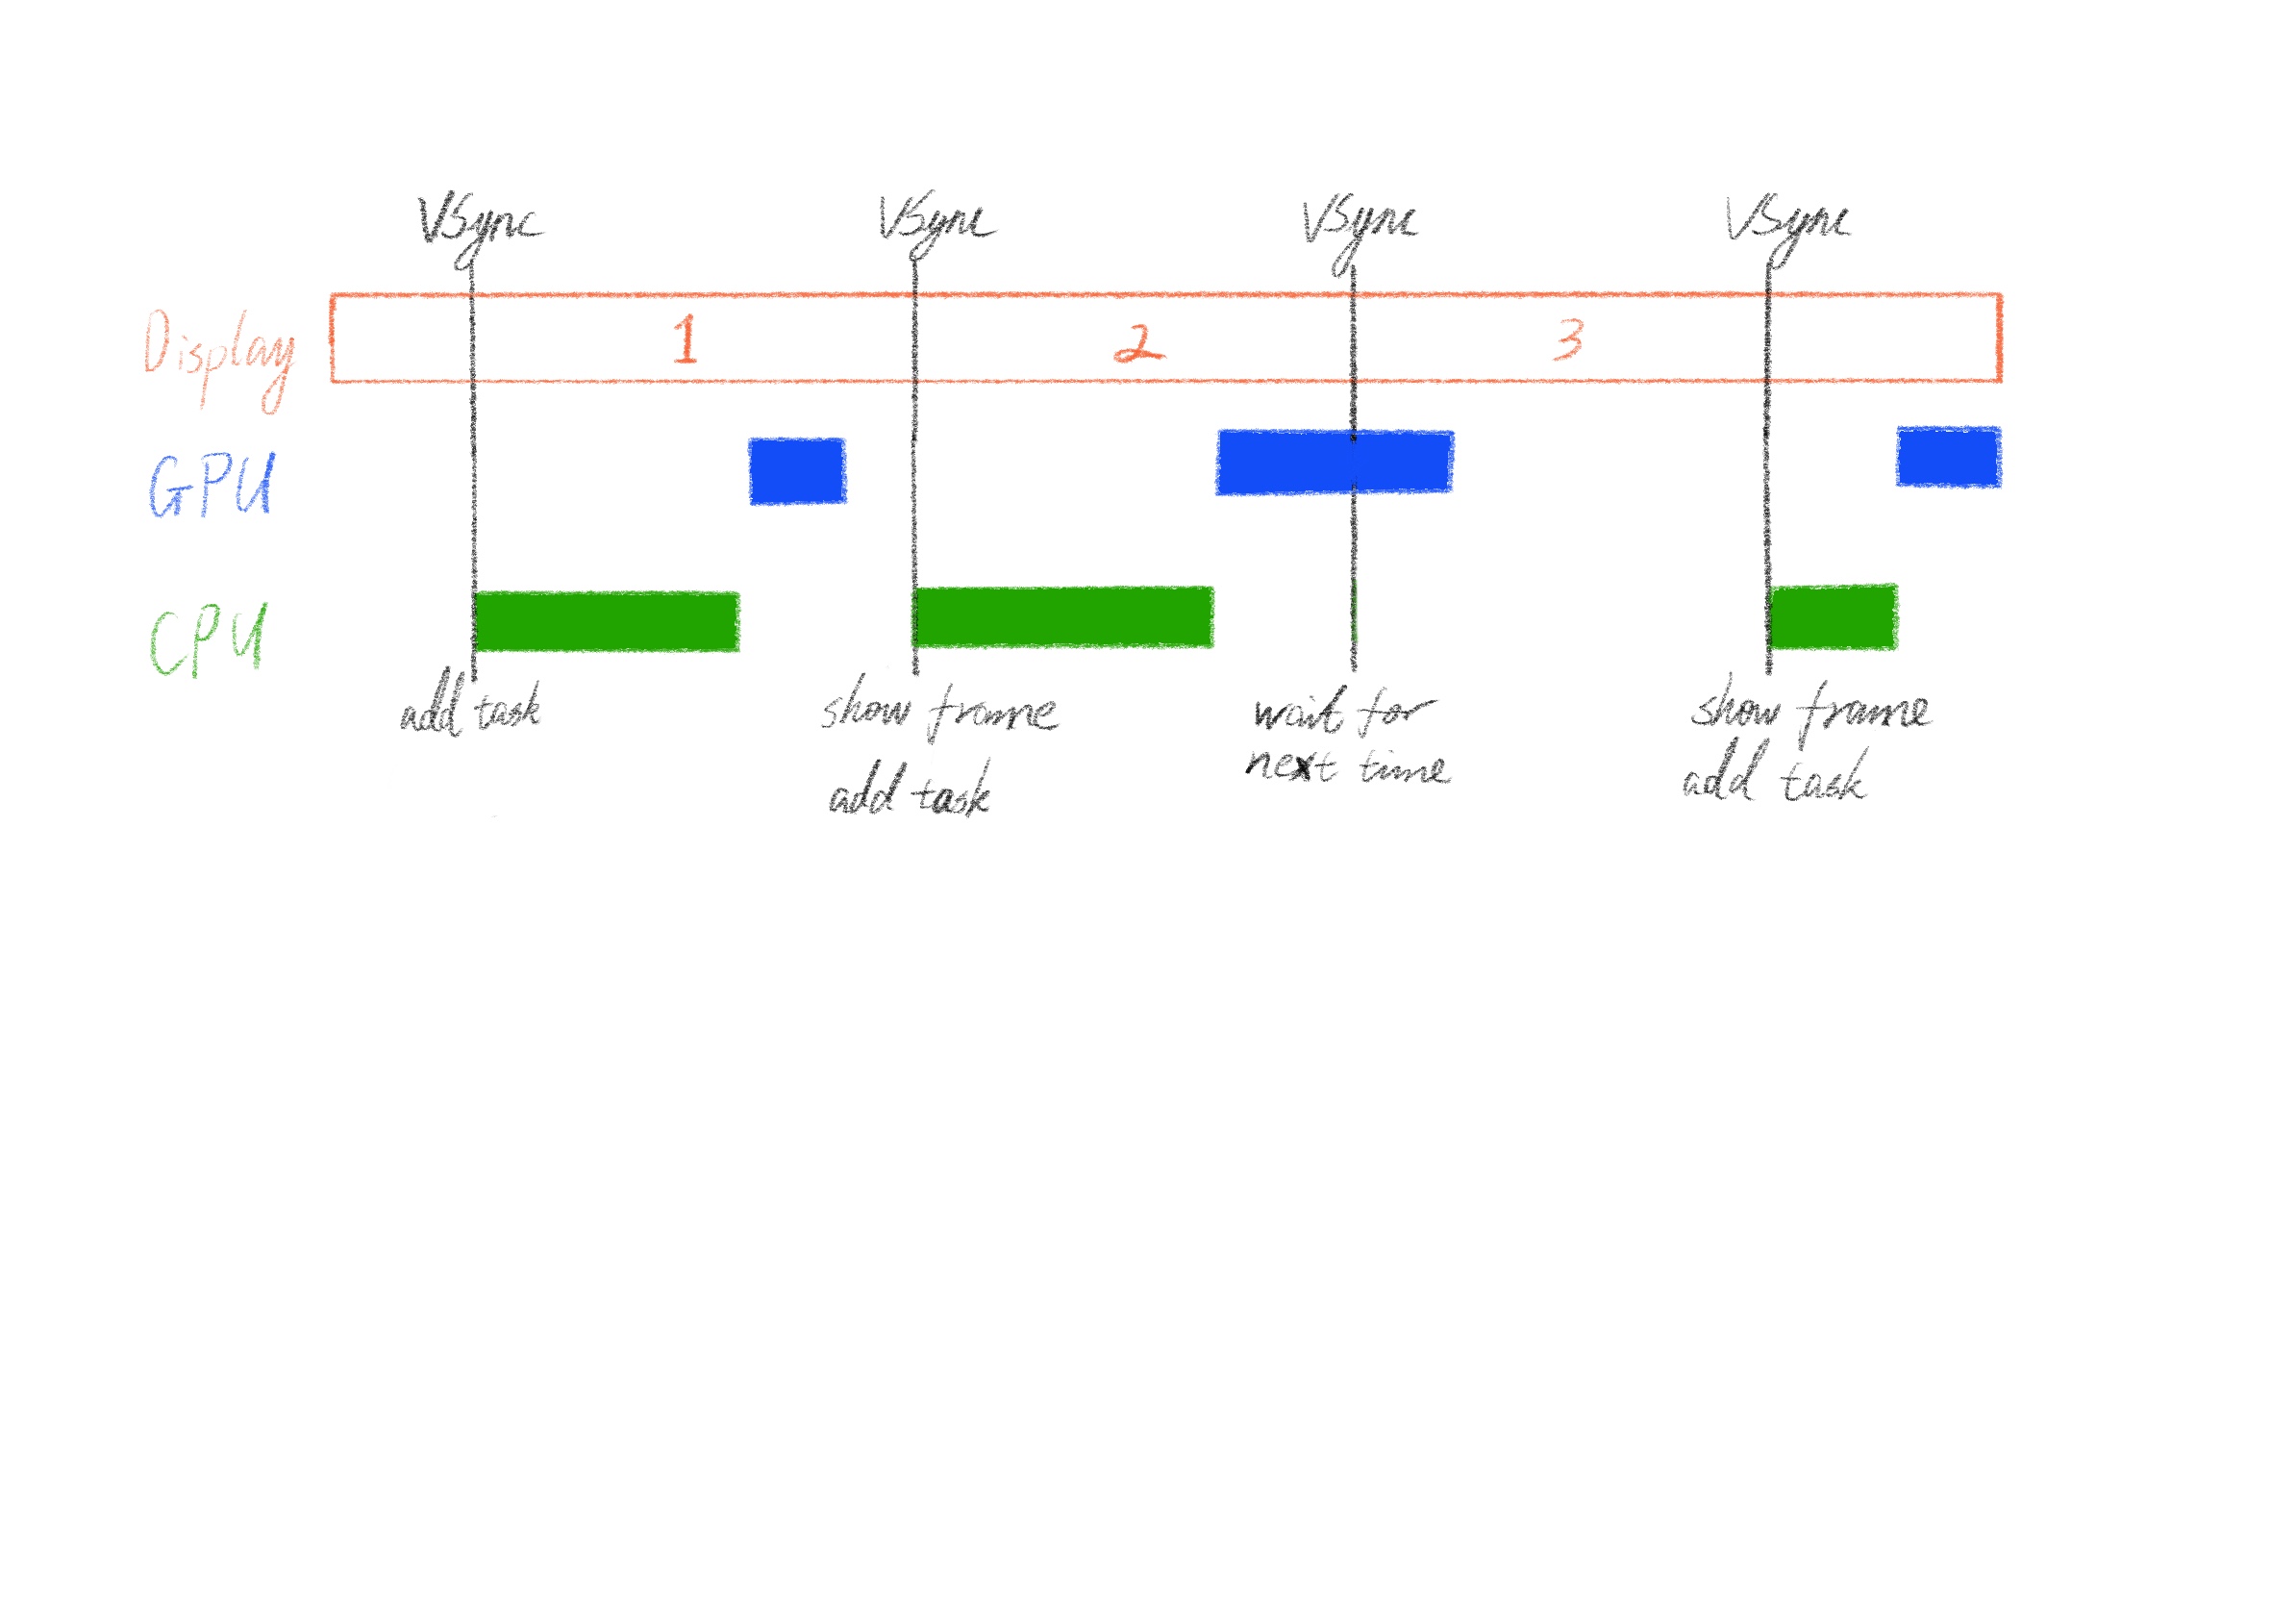 VSync VSync VSync VSync
Display 1 2 3
GPU
CPU
add task show frame wait for show frame
add task next time add task